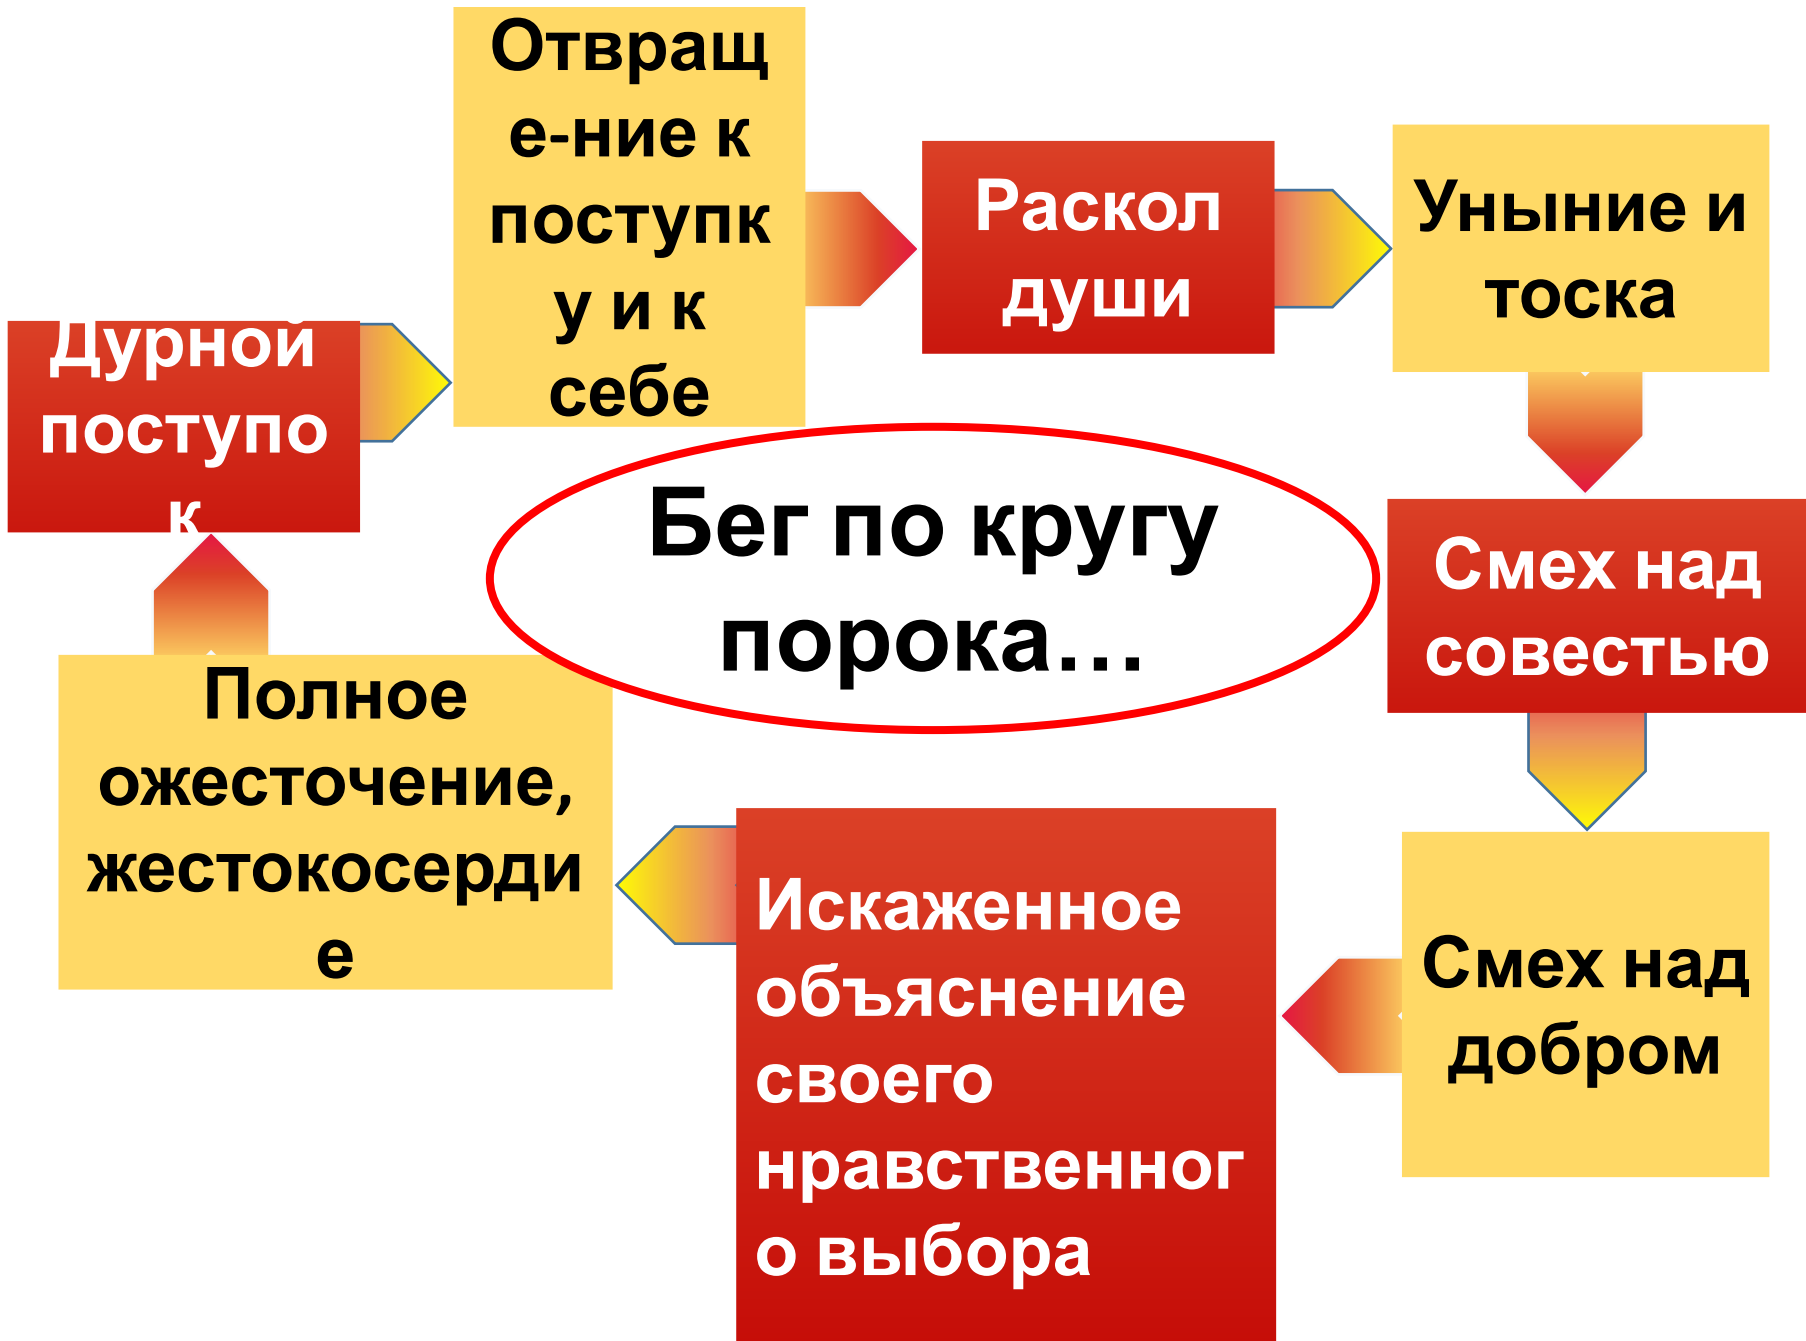 Отвращ
е-ние к
поступк
у и к
себе
Раскол
души
Уныние и
тоска
Дурной
поступо
к
Бег по кругу
порока…
Смех над
совестью
Полное
ожесточение,
жестокосерди
е
Искаженное
объяснение
своего
нравственног
о выбора
Смех над
добром